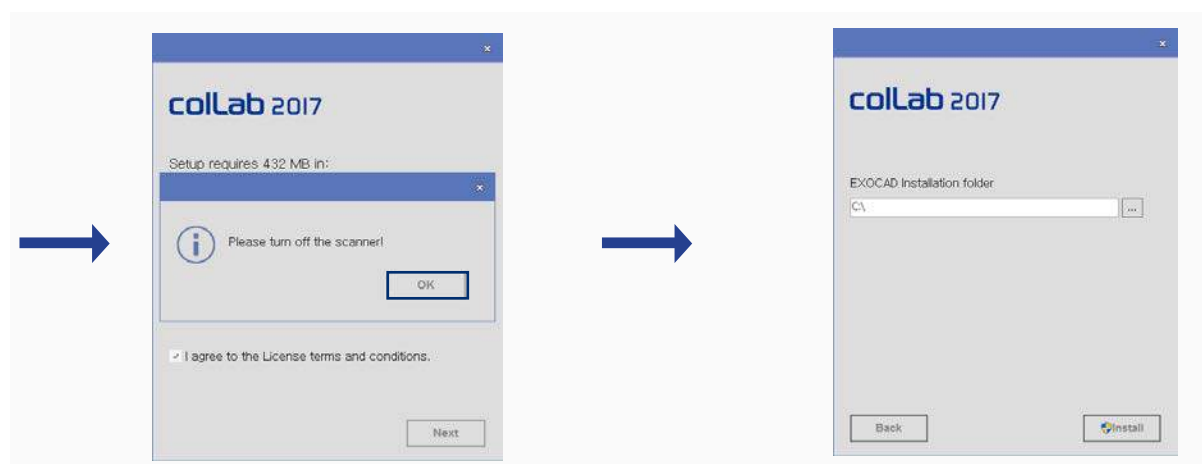 ×
colLab 2017
Setup requires 432 MB in:
×
Please turn off the scanner!
OK
✓ I agree to the License terms and conditions.
Next
×
colLab 2017
EXOCAD Installation folder
C:\
...
Back
Install